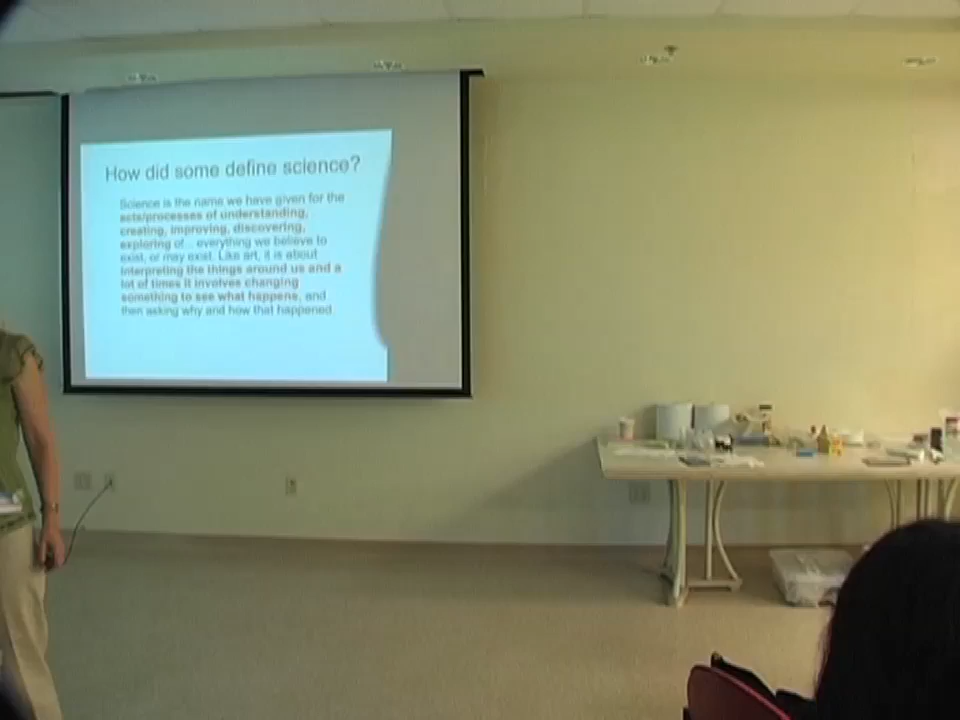 How did some define science?
Science is the name we have given for the
acts/processes of understanding,
creating, improving, discovering,
exploring of... everything we believe to
exist, or may exist. Like art, it is about
interpreting the things around us and a
lot of times it involves changing
something to see what happens, and
then asking why and how that happened.